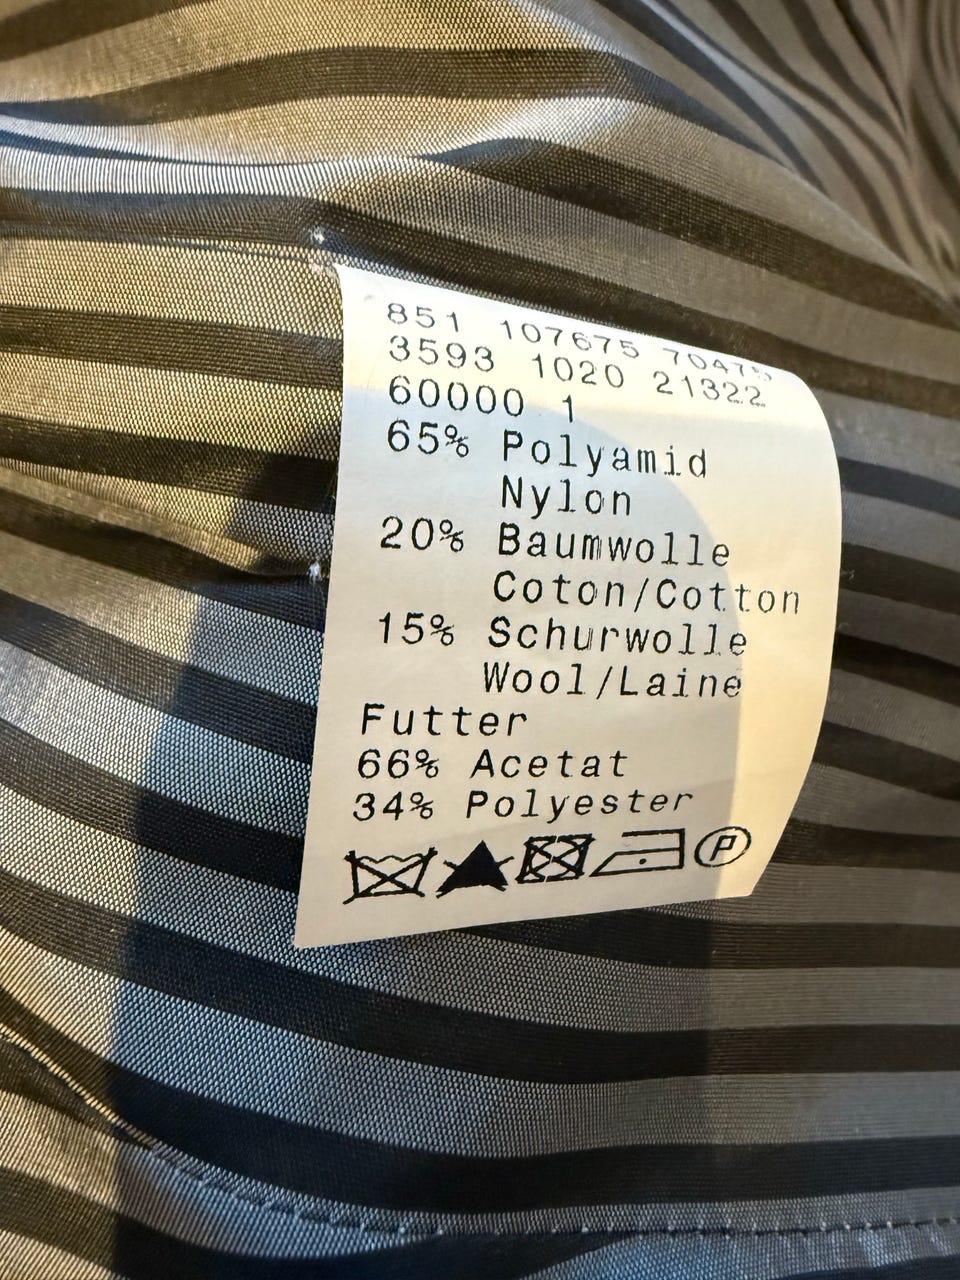 851 107675
3593 1020 21322
60000 1
65% Polyamid
Nylon
20% Baumwolle
Coton/Cotton
15% Schurwolle
Wool/Laine
Futter
66% Acetat
34% Polyester
P